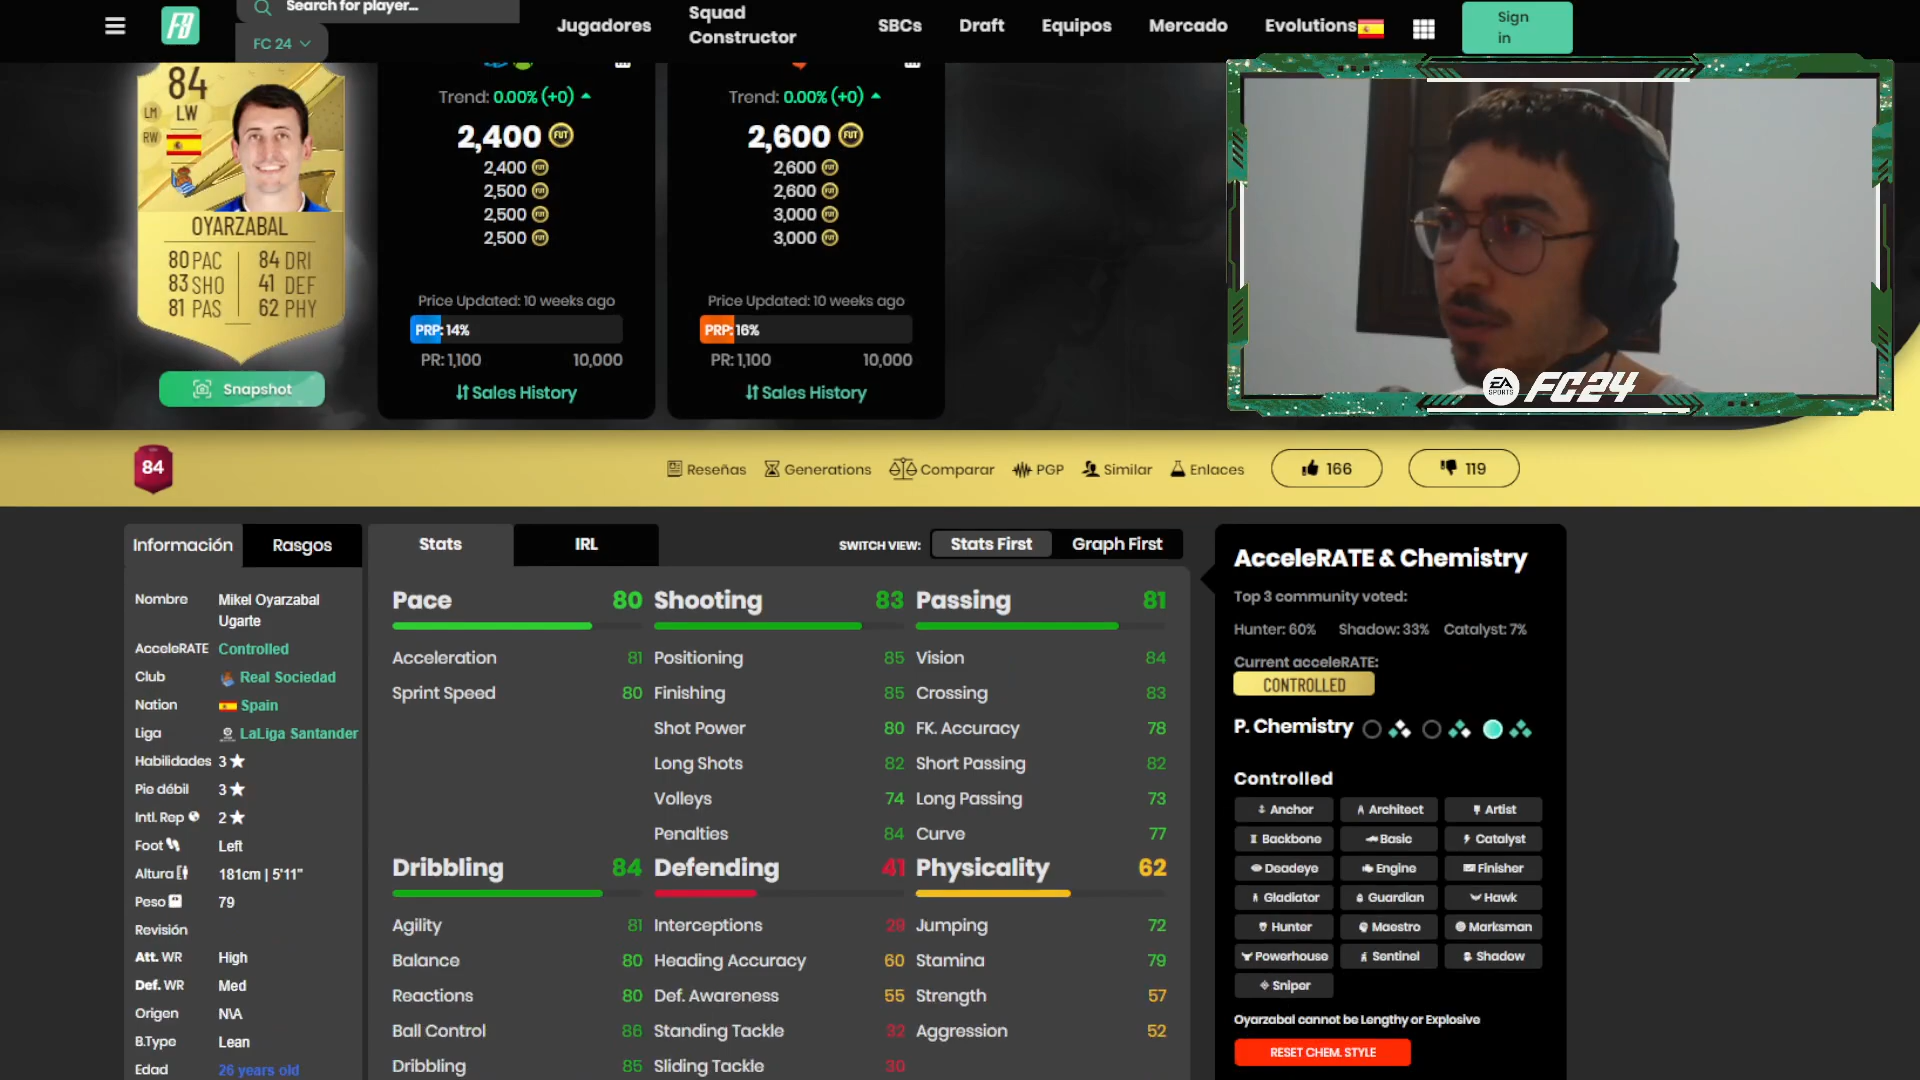 Search for player...
FC 24
Jugadores
Squad Constructor
SBCs
Draft
Equipos
Mercado
Evolutions
Sign in
84
LW
LM
RW
OYARZABAL
80 PAC 84 DRI
83 SHO 41 DEF
81 PAS 62 PHY
Snapshot
Trend: 0.00% (+0)
2,400 FUT
2,400
2,500
2,500
2,500
Price Updated: 10 weeks ago
PRP: 14%
PR: 1,100 10,000
Sales History
Trend: 0.00% (+0)
2,600 FUT
2,600
2,600
3,000
3,000
Price Updated: 10 weeks ago
PRP: 16%
PR: 1,100 10,000
Sales History
EA SPORTS FC24
84
Reseñas
Generations
Comparar
PGP
Similar
Enlaces
166
119
Información
Rasgos
Nombre Mikel Oyarzabal Ugarte
AcceleRATE Controlled
Club Real Sociedad
Nation Spain
Liga LaLiga Santander
Habilidades 3
Pie débil 3
Intl. Rep 2
Foot Left
Altura 181cm | 5'11"
Peso 79
Revisión
Att. WR High
Def. WR Med
Origen N\A
B.Type Lean
Edad 26 years old
Stats
IRL
SWITCH VIEW:
Stats First
Graph First
Pace 80
Acceleration 81
Sprint Speed 80
Shooting 83
Positioning 85
Finishing 85
Shot Power 80
Long Shots 82
Volleys 74
Penalties 84
Passing 81
Vision 84
Crossing 83
FK. Accuracy 78
Short Passing 82
Long Passing 73
Curve 77
Dribbling 84
Agility 81
Balance 80
Reactions 80
Ball Control 86
Dribbling 85
Defending 41
Interceptions 29
Heading Accuracy 60
Def. Awareness 55
Standing Tackle 32
Sliding Tackle 30
Physicality 62
Jumping 72
Stamina 79
Strength 57
Aggression 52
AcceleRATE & Chemistry
Top 3 community voted:
Hunter: 60% Shadow: 33% Catalyst: 7%
Current acceleRATE:
CONTROLLED
P. Chemistry
Controlled
Anchor Architect Artist
Backbone Basic Catalyst
Deadeye Engine Finisher
Gladiator Guardian Hawk
Hunter Maestro Marksman
Powerhouse Sentinel Shadow
Sniper
Oyarzabal cannot be Lengthy or Explosive
RESET CHEM. STYLE